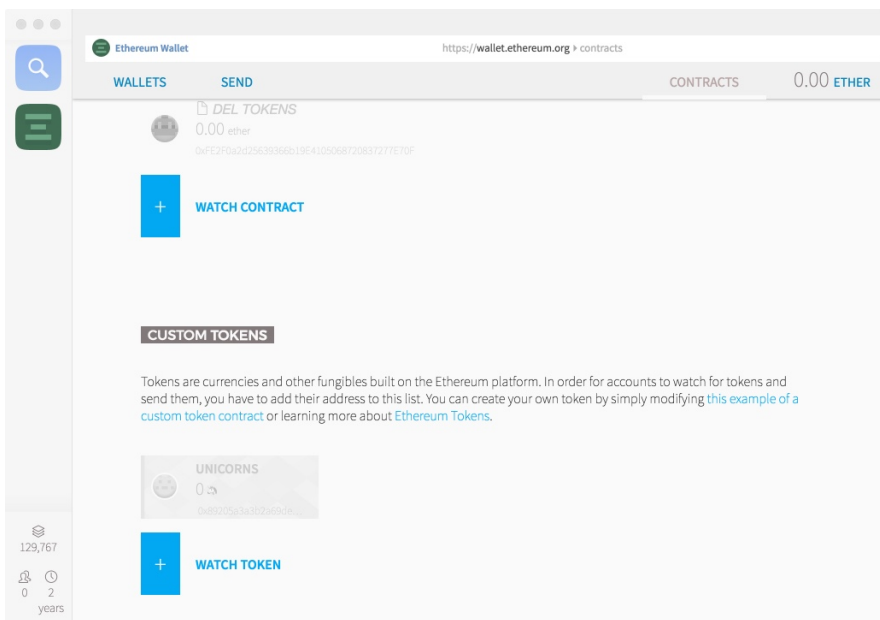 Ethereum Wallet
https://wallet.ethereum.org ▸ contracts
WALLETS SEND CONTRACTS 0.00 ETHER
DEL TOKENS
0.00 ether
WATCH CONTRACT
CUSTOM TOKENS
Tokens are currencies and other fungibles built on the Ethereum platform. In order for accounts to watch for tokens and
send them, you have to add their address to this list. You can create your own token by simply modifying this example of a
custom token contract or learning more about Ethereum Tokens.
UNICORNS
0
WATCH TOKEN
129,767
0 2
years